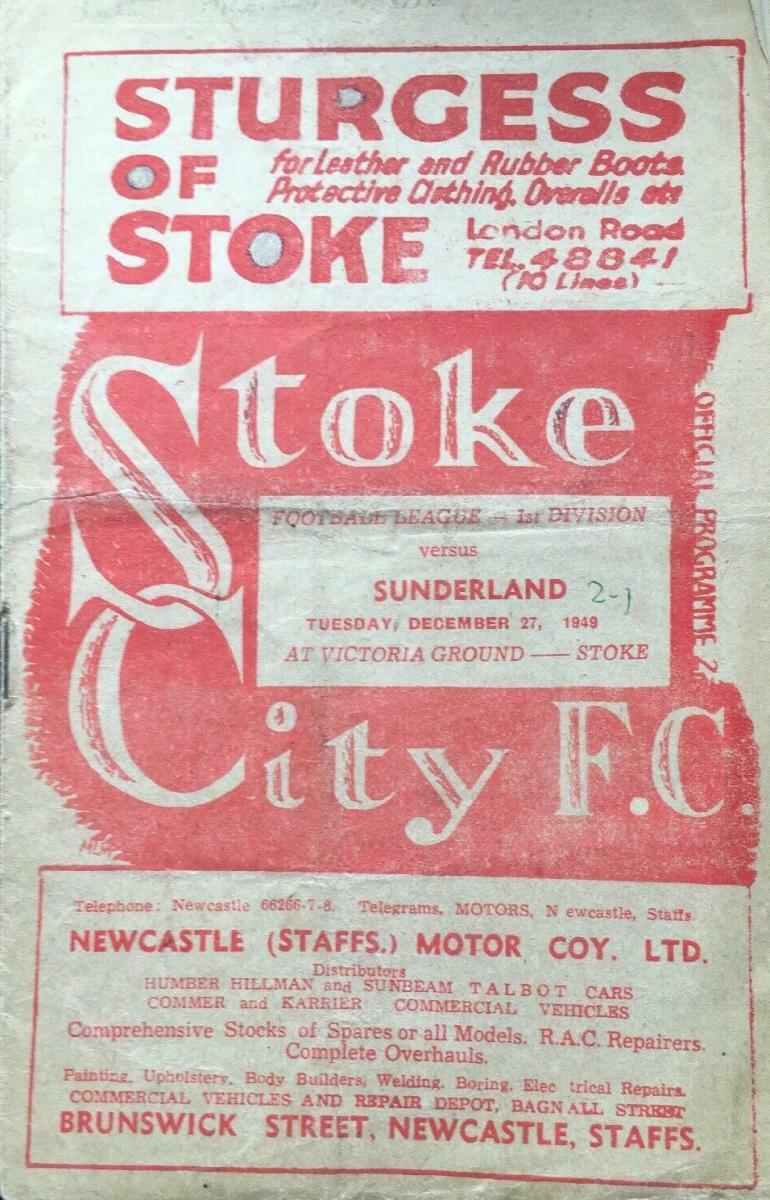 STURGESS
OF
STOKE
for Leather and Rubber Boots.
Protective Clothing. Overalls etc
London Road
TEL. 48841
(10 Lines)
Stoke
OFFICIAL PROGRAMME 2
FOOTBALL LEAGUE — 1st DIVISION
versus
SUNDERLAND 2-1
TUESDAY, DECEMBER 27, 1949
AT VICTORIA GROUND — STOKE
City F.C.
Telephone: Newcastle 66266-7-8. Telegrams, MOTORS, N ewcastle, Staffs.
NEWCASTLE (STAFFS.) MOTOR COY. LTD.
Distributors
HUMBER HILLMAN and SUNBEAM TALBOT CARS
COMMER and KARRIER COMMERCIAL VEHICLES
Comprehensive Stocks of Spares or all Models. R.A.C. Repairers.
Complete Overhauls.
Painting. Upholstery. Body Builders, Welding. Boring. Elec trical Repairs.
COMMERCIAL VEHICLES AND REPAIR DEPOT, BAGNALL STREET
BRUNSWICK STREET, NEWCASTLE, STAFFS.